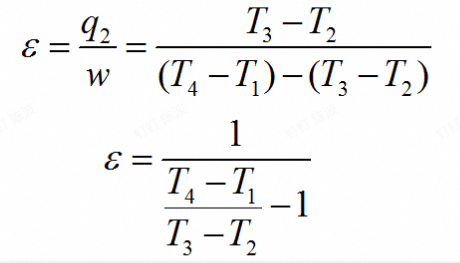 ε = q₂/w = (T₃ − T₂)/((T₄ − T₁) − (T₃ − T₂))
ε = 1/((T₄ − T₁)/(T₃ − T₂) − 1)